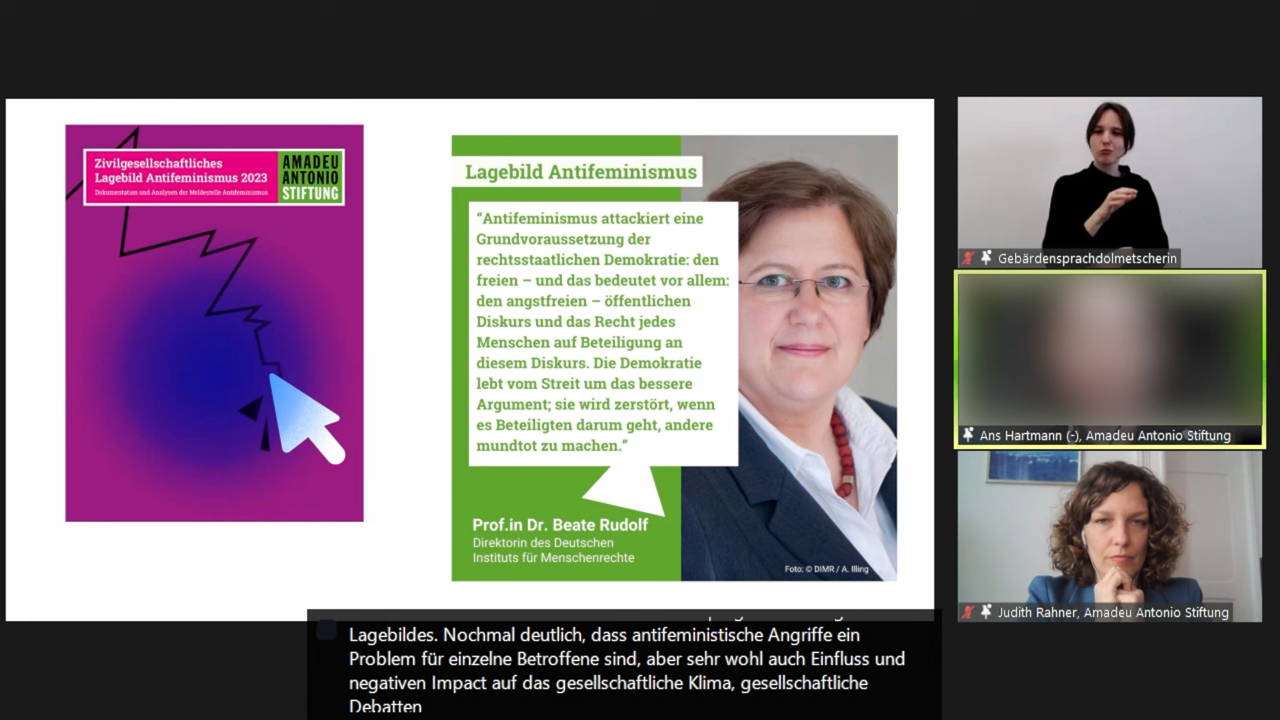 Zivilgesellschaftliches
Lagebild Antifeminismus 2023
Dokumentation und Analysen der Meldestelle Antifeminismus
AMADEU
ANTONIO
STIFTUNG
Lagebild Antifeminismus
“Antifeminismus attackiert eine
Grundvoraussetzung der
rechtsstaatlichen Demokratie: den
freien – und das bedeutet vor allem:
den angstfreien – öffentlichen
Diskurs und das Recht jedes
Menschen auf Beteiligung an
diesem Diskurs. Die Demokratie
lebt vom Streit um das bessere
Argument; sie wird zerstört, wenn
es Beteiligten darum geht, andere
mundtot zu machen.”
Prof.in Dr. Beate Rudolf
Direktorin des Deutschen
Instituts für Menschenrechte
Foto: © DIMR / A. Illing
Gebärdensprachdolmetscherin
Ans Hartmann (-), Amadeu Antonio Stiftung
Judith Rahner, Amadeu Antonio Stiftung
Lagebildes. Nochmal deutlich, dass antifeministische Angriffe ein
Problem für einzelne Betroffene sind, aber sehr wohl auch Einfluss und
negativen Impact auf das gesellschaftliche Klima, gesellschaftliche
Debatten